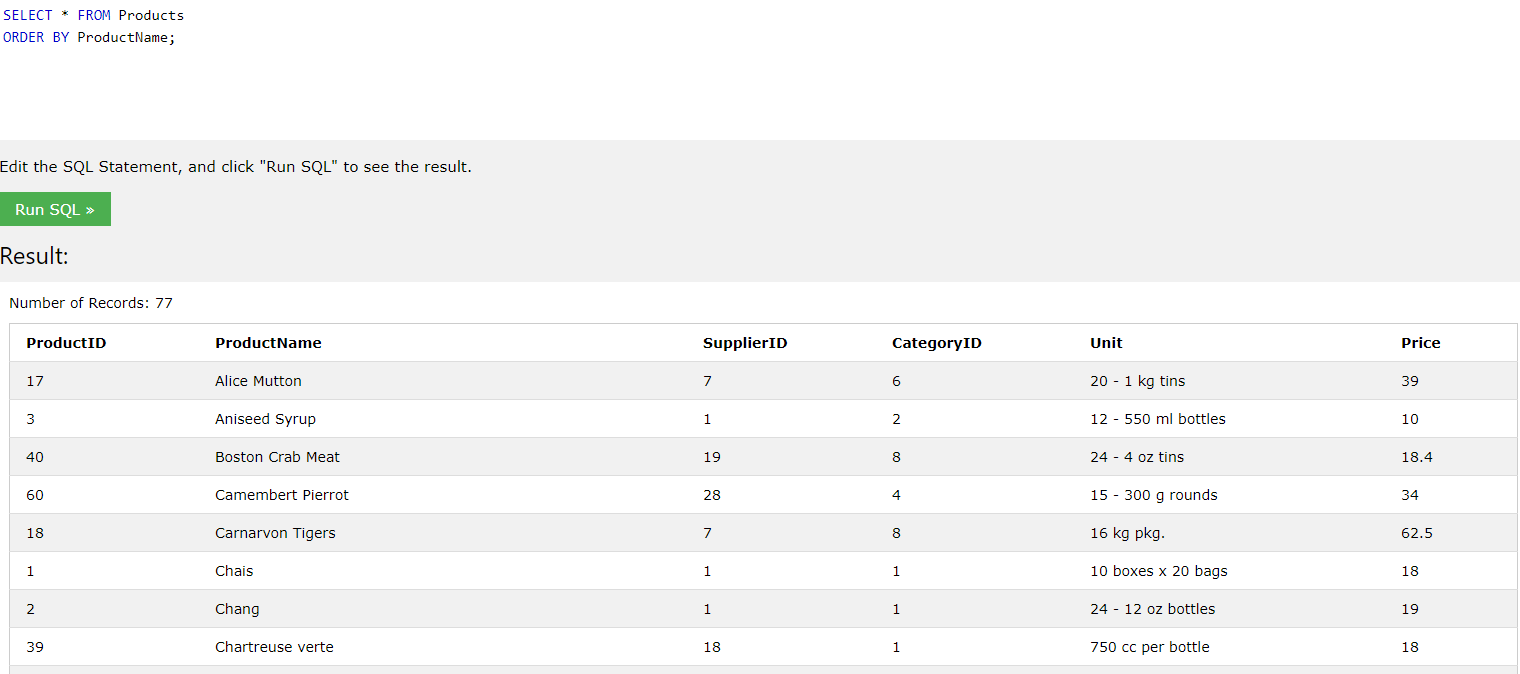 SELECT * FROM Products
ORDER BY ProductName;
Edit the SQL Statement, and click "Run SQL" to see the result.
Run SQL »
Result:
Number of Records: 77
ProductID ProductName SupplierID CategoryID Unit Price
17 Alice Mutton 7 6 20 - 1 kg tins 39
3 Aniseed Syrup 1 2 12 - 550 ml bottles 10
40 Boston Crab Meat 19 8 24 - 4 oz tins 18.4
60 Camembert Pierrot 28 4 15 - 300 g rounds 34
18 Carnarvon Tigers 7 8 16 kg pkg. 62.5
1 Chais 1 1 10 boxes x 20 bags 18
2 Chang 1 1 24 - 12 oz bottles 19
39 Chartreuse verte 18 1 750 cc per bottle 18